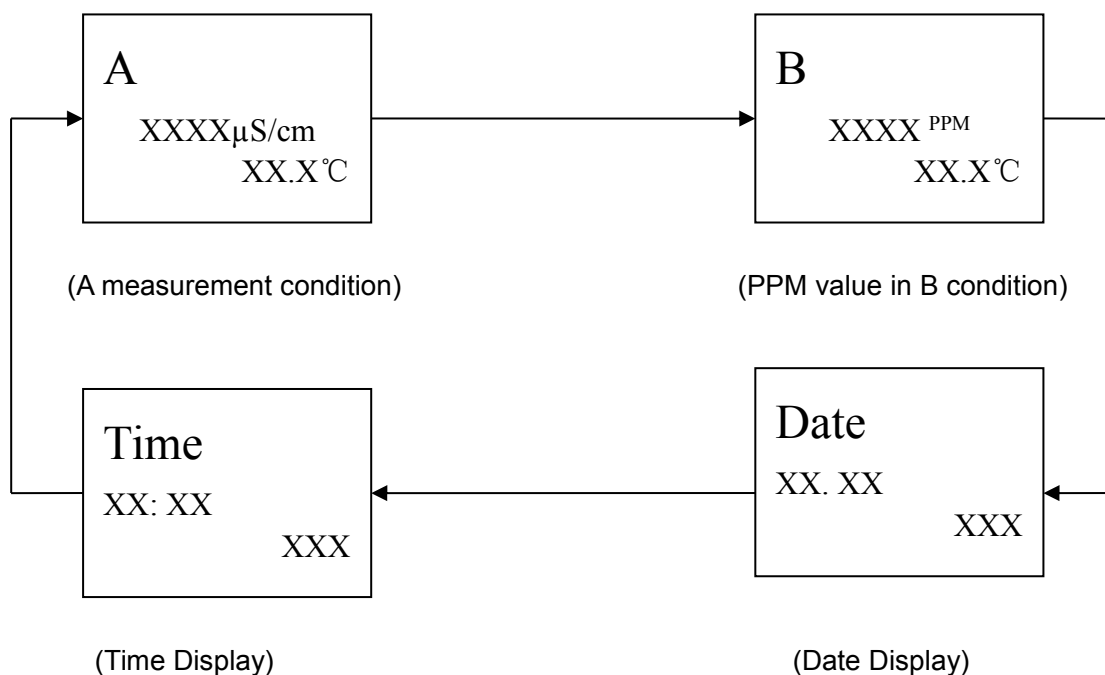 A
XXXXµS/cm
XX.X℃
(A measurement condition)
B
XXXX PPM
XX.X℃
(PPM value in B condition)
Time
XX: XX
XXX
(Time Display)
Date
XX. XX
XXX
(Date Display)